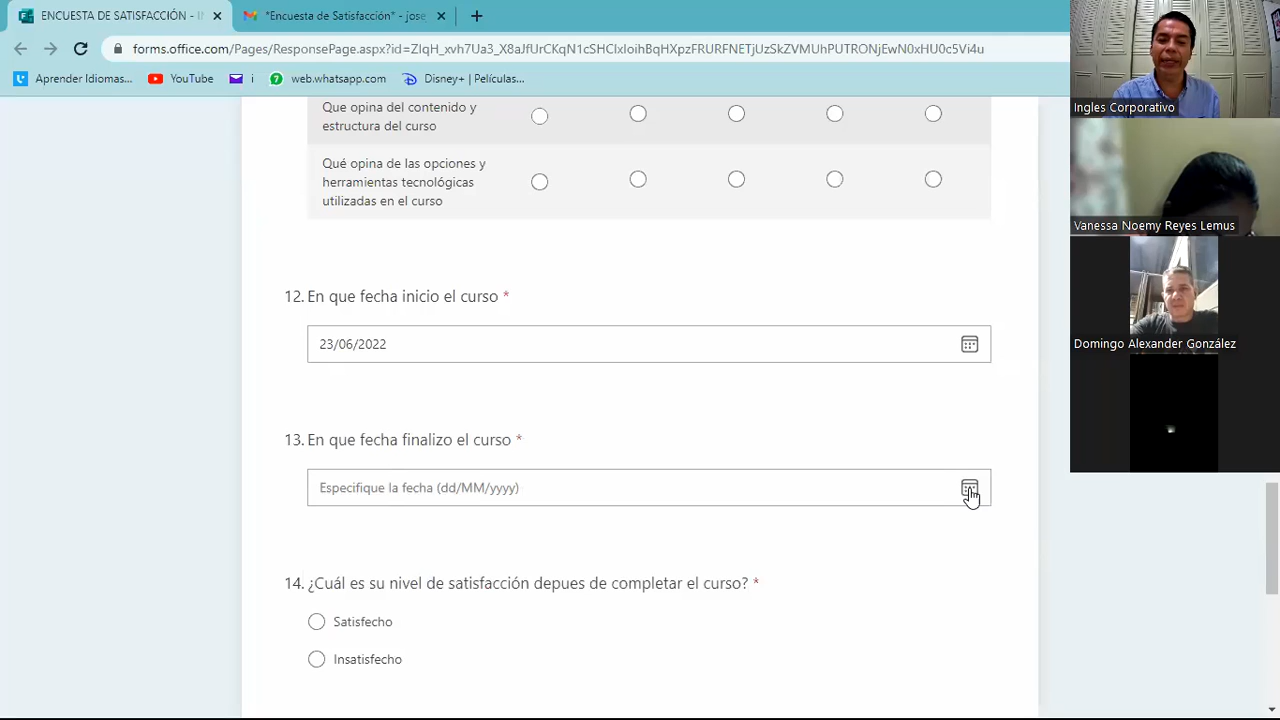 ENCUESTA DE SATISFACCIÓN - I
*Encuesta de Satisfacción* - jose
forms.office.com/Pages/ResponsePage.aspx?id=
Aprender Idiomas...
YouTube
i
web.whatsapp.com
Disney+ | Películas...
Que opina del contenido y
estructura del curso
Qué opina de las opciones y
herramientas tecnológicas
utilizadas en el curso
12. En que fecha inicio el curso *
23/06/2022
13. En que fecha finalizo el curso *
Especifique la fecha (dd/MM/yyyy)
14. ¿Cuál es su nivel de satisfacción depues de completar el curso? *
Satisfecho
Insatisfecho
Ingles Corporativo
Vanessa Noemy Reyes Lemus
Domingo Alexander González